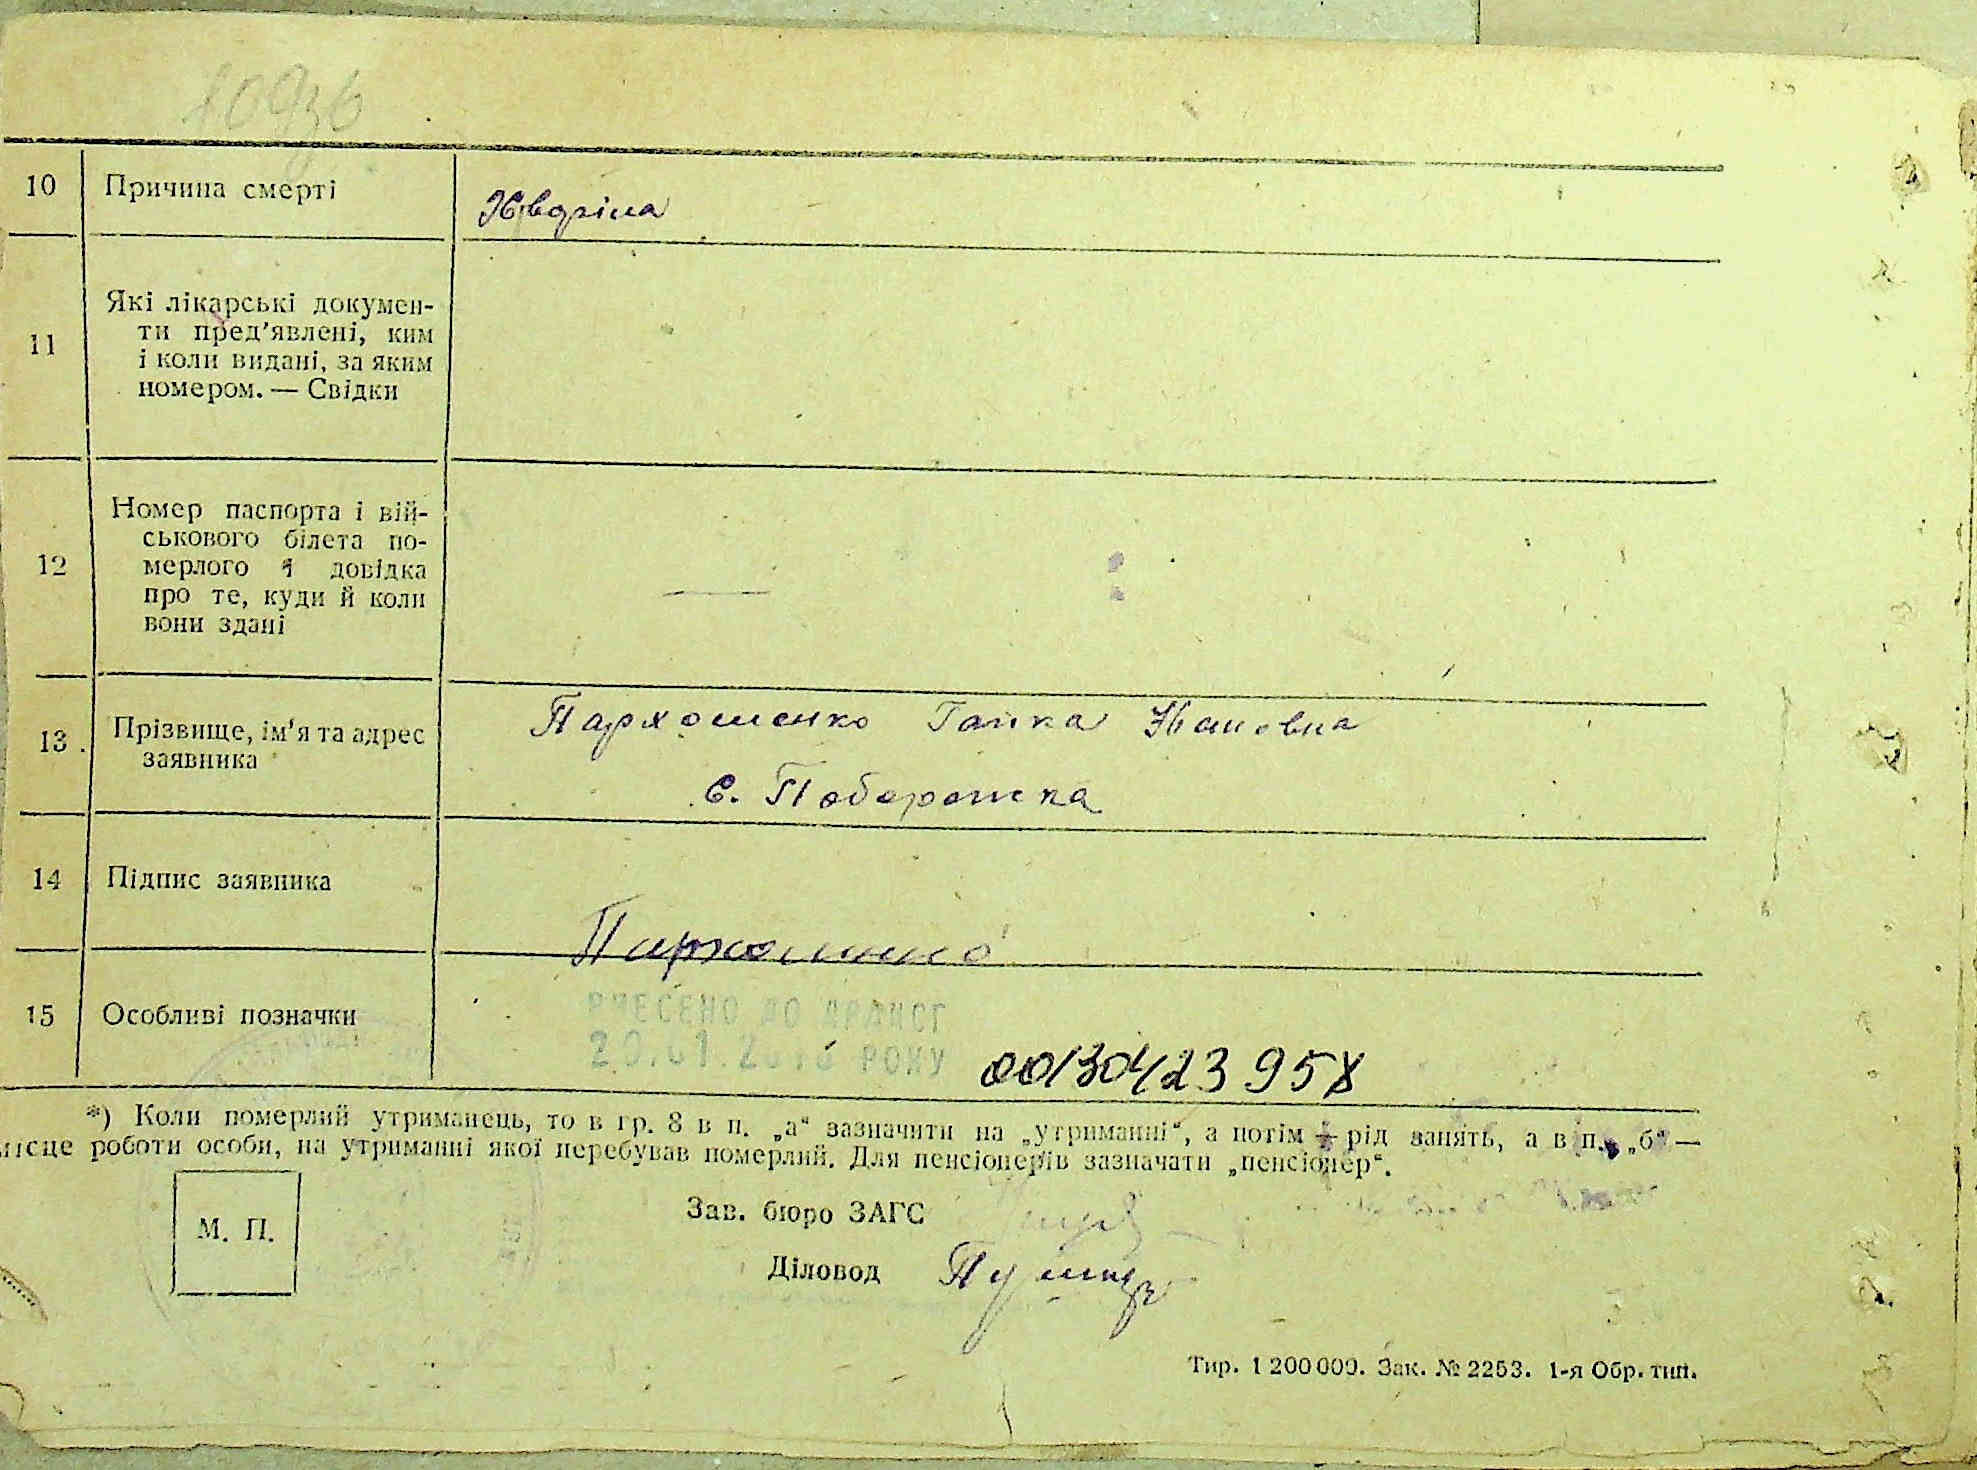 10
Причина смерті
11
Які лікарські докумен-
ти пред'явлені, ким
і коли видані, за яким
номером. — Свідки
12
Номер паспорта і вій-
ськового білета по-
мерлого і довідка
про те, куди й коли
вони здані
—
13
Прізвище, ім'я та адрес
заявника
Пархоменко Ганна Ивановна
с. Побережка
14
Підпис заявника
Пархоменко
15
Особливі позначки
ВНЕСЕНО ДО ДРАЦСГ
РОКУ
00130423958
*) Коли померлий утриманець, то в гр. 8 в п. „а“ зазначити на „утриманні“, а потім — рід занять, а в п. „б“ —
місце роботи особи, на утриманні якої перебував померлий. Для пенсіонерів зазначати „пенсіонер“.
М. П.
Зав. бюро ЗАГС
Діловод
Тир. 1 200 000. Зак. № 2253. 1-я Обр. тип.